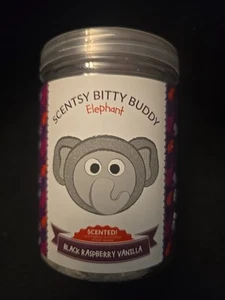 SCENTSY BITTY BUDDY
Elephant
SCENTED!
BLACK RASPBERRY VANILLA